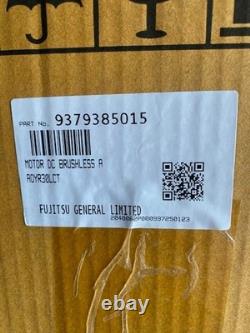 PART No. 9379385015
MOTOR DC BRUSHLESS A
AOYR30LCT
FUJITSU GENERAL LIMITED